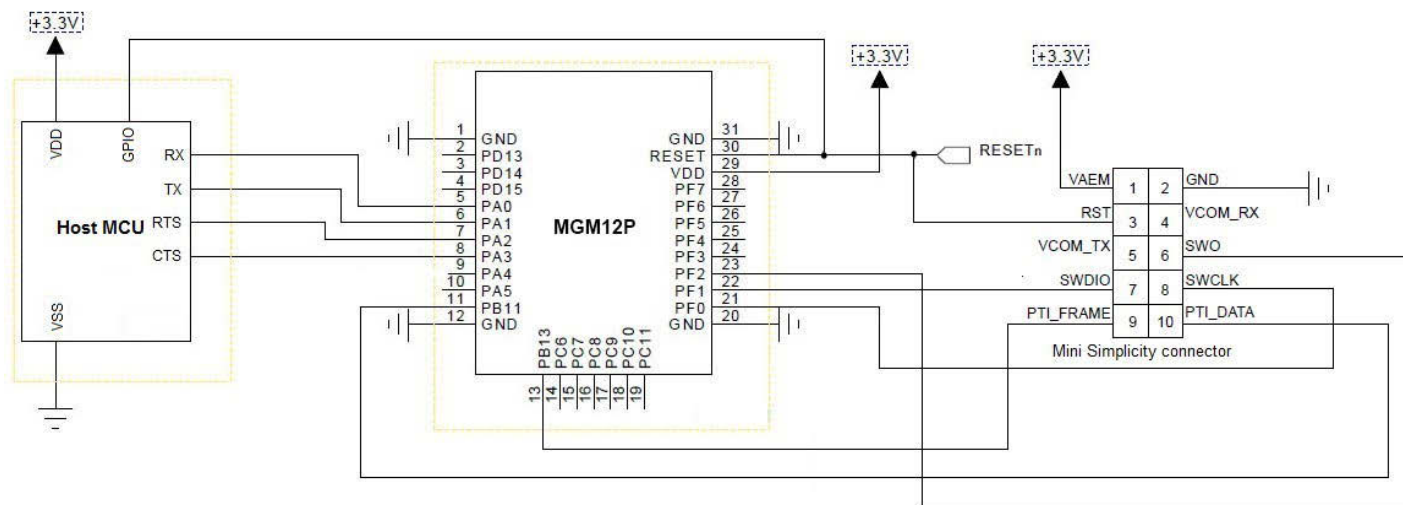 +3.3V
VDD
GPIO
RX
TX
RTS
CTS
Host MCU
VSS
1
2
3
4
5
6
7
8
9
10
11
12
GND
PD13
PD14
PD15
PA0
PA1
PA2
PA3
PA4
PA5
PB11
GND
MGM12P
PB13
PC6
PC7
PC8
PC9
PC10
PC11
13
14
15
16
17
18
19
GND
RESET
VDD
PF7
PF6
PF5
PF4
PF3
PF2
PF1
PF0
GND
31
30
29
28
27
26
25
24
23
22
21
20
+3.3V
RESETn
+3.3V
VAEM 1 2 GND
RST 3 4 VCOM_RX
VCOM_TX 5 6 SWO
SWDIO 7 8 SWCLK
PTI_FRAME 9 10 PTI_DATA
Mini Simplicity connector